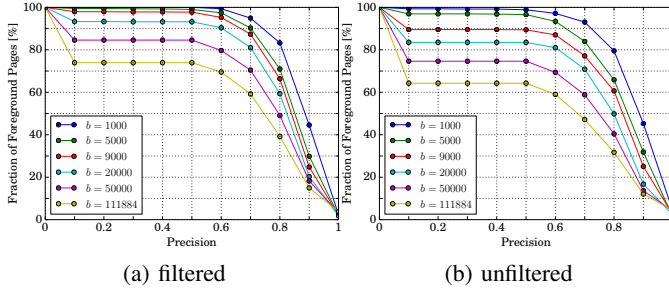 Fraction of Foreground Pages [%]
100
80
60
40
20
0
b = 1000
b = 5000
b = 9000
b = 20000
b = 50000
b = 111884
0 0.2 0.4 0.6 0.8 1
Precision
(a) filtered
Fraction of Foreground Pages [%]
100
80
60
40
20
0
b = 1000
b = 5000
b = 9000
b = 20000
b = 50000
b = 111884
0 0.2 0.4 0.6 0.8
Precision
(b) unfiltered